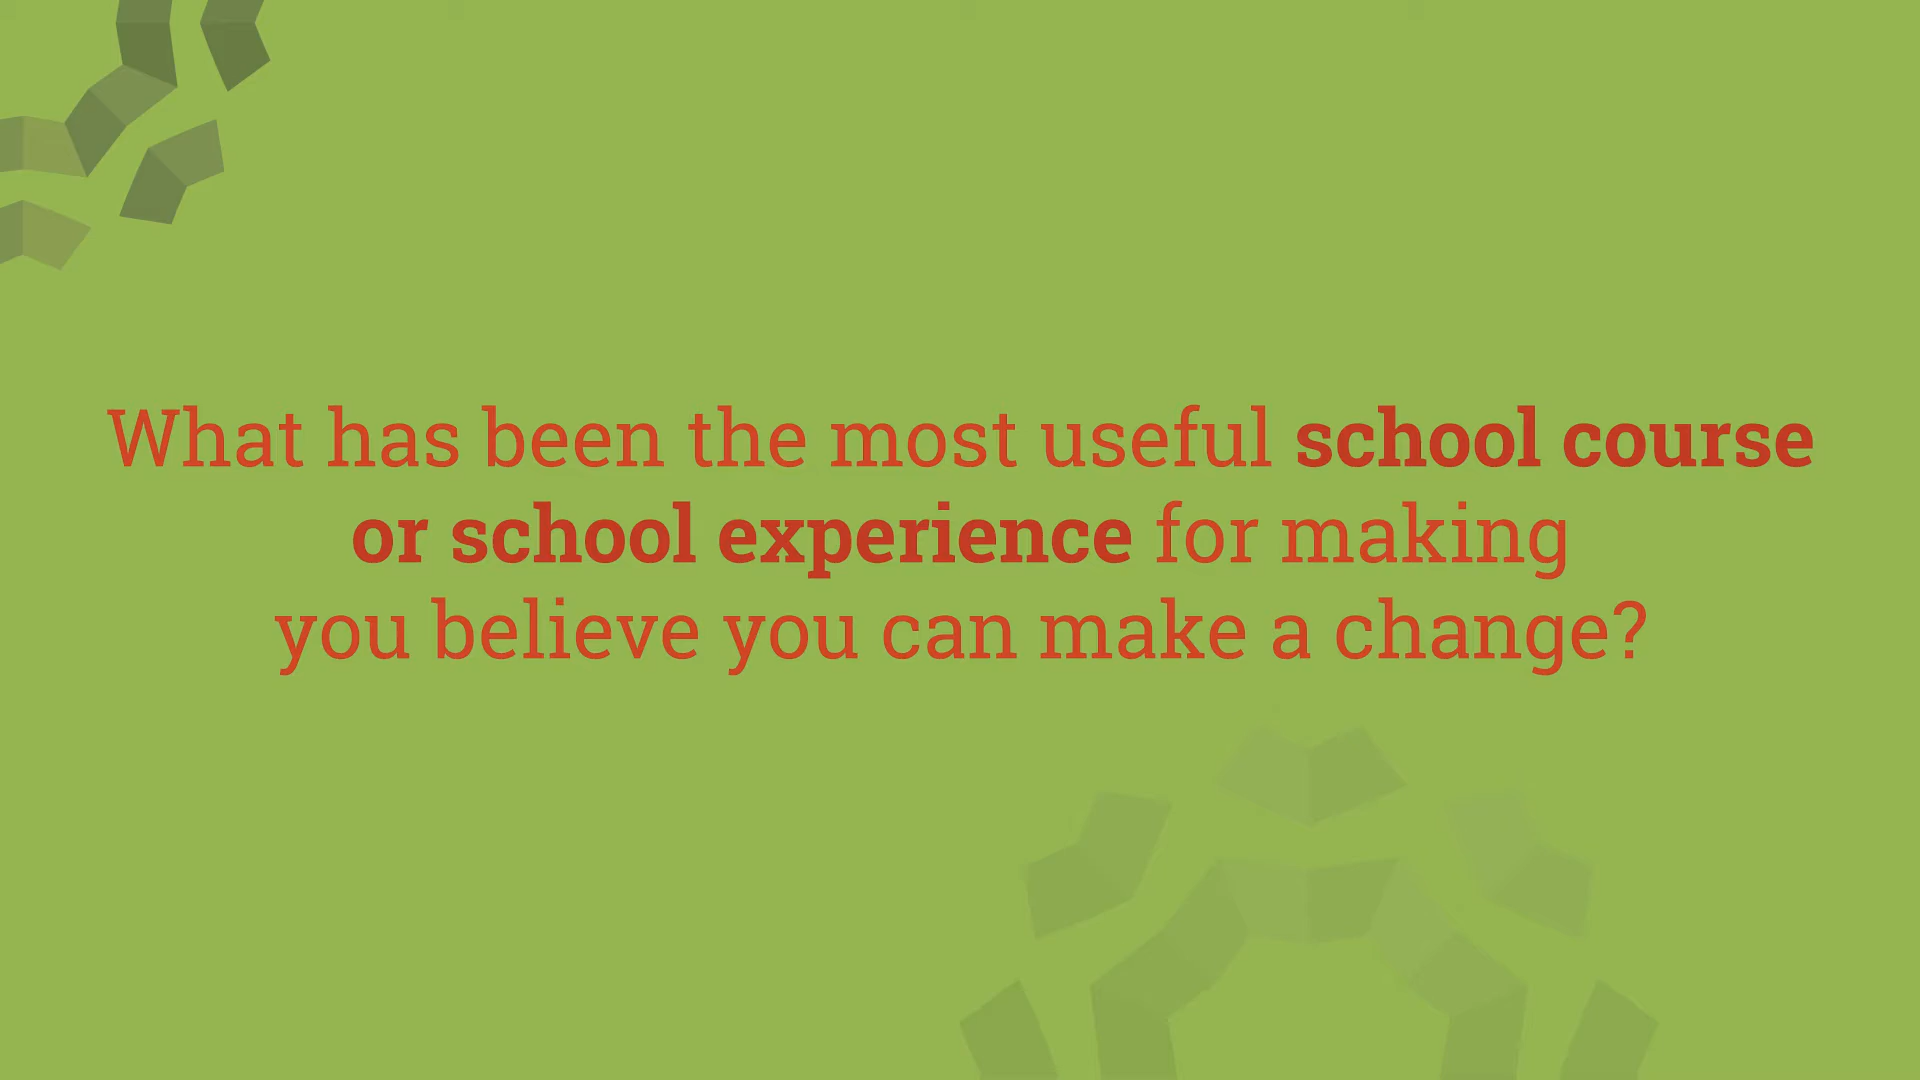 What has been the most useful school course
or school experience for making
you believe you can make a change?